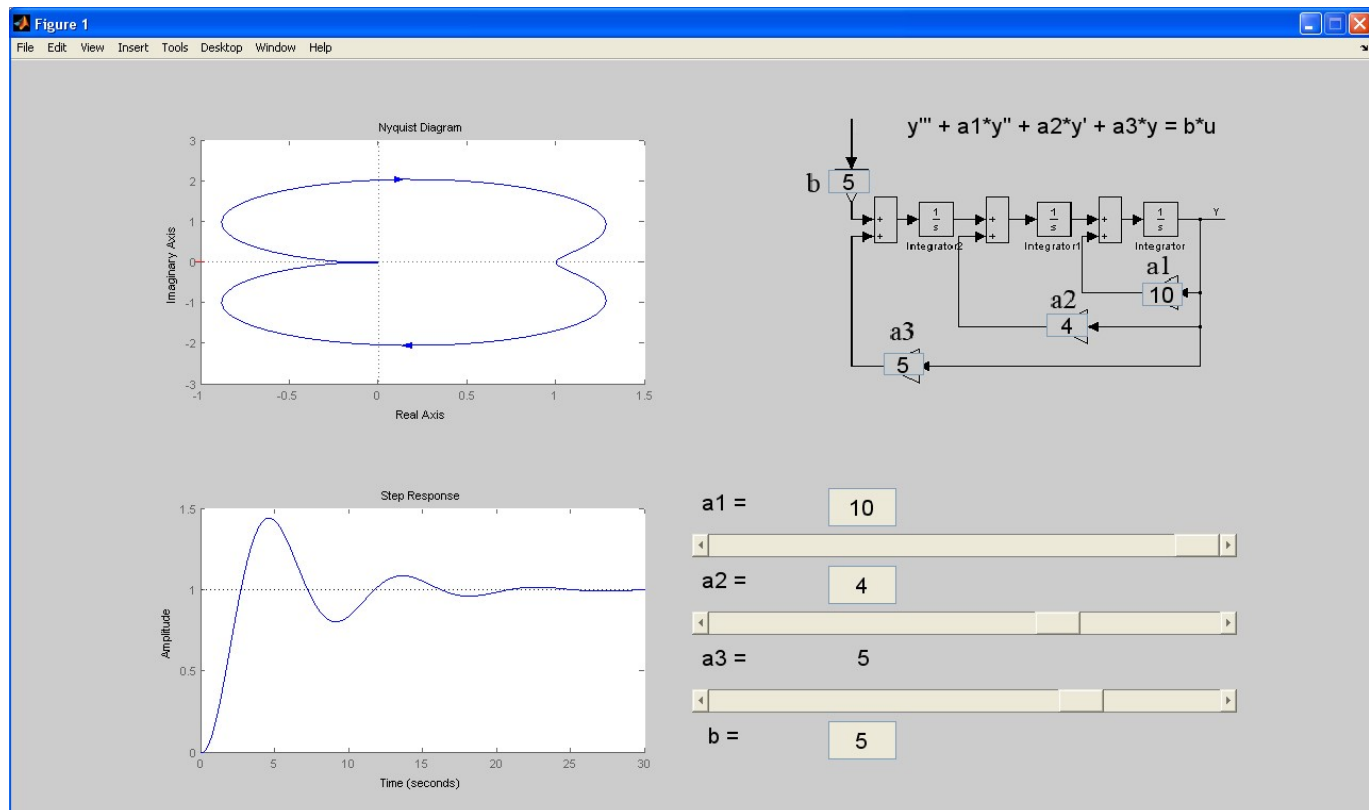 Figure 1
File Edit View Insert Tools Desktop Window Help
Nyquist Diagram
3
2
1
0
-1
-2
-3
Imaginary Axis
-1 -0.5 0 0.5 1 1.5
Real Axis
y''' + a1*y'' + a2*y' + a3*y = b*u
b
5
+ +
1/s
Integrator2
+ +
1/s
Integrator1
+ +
1/s
Integrator
Y
a1
10
a2
4
a3
5
Step Response
1.5
1
0.5
0
Amplitude
0 5 10 15 20 25 30
Time (seconds)
a1 = 10
a2 = 4
a3 = 5
b = 5